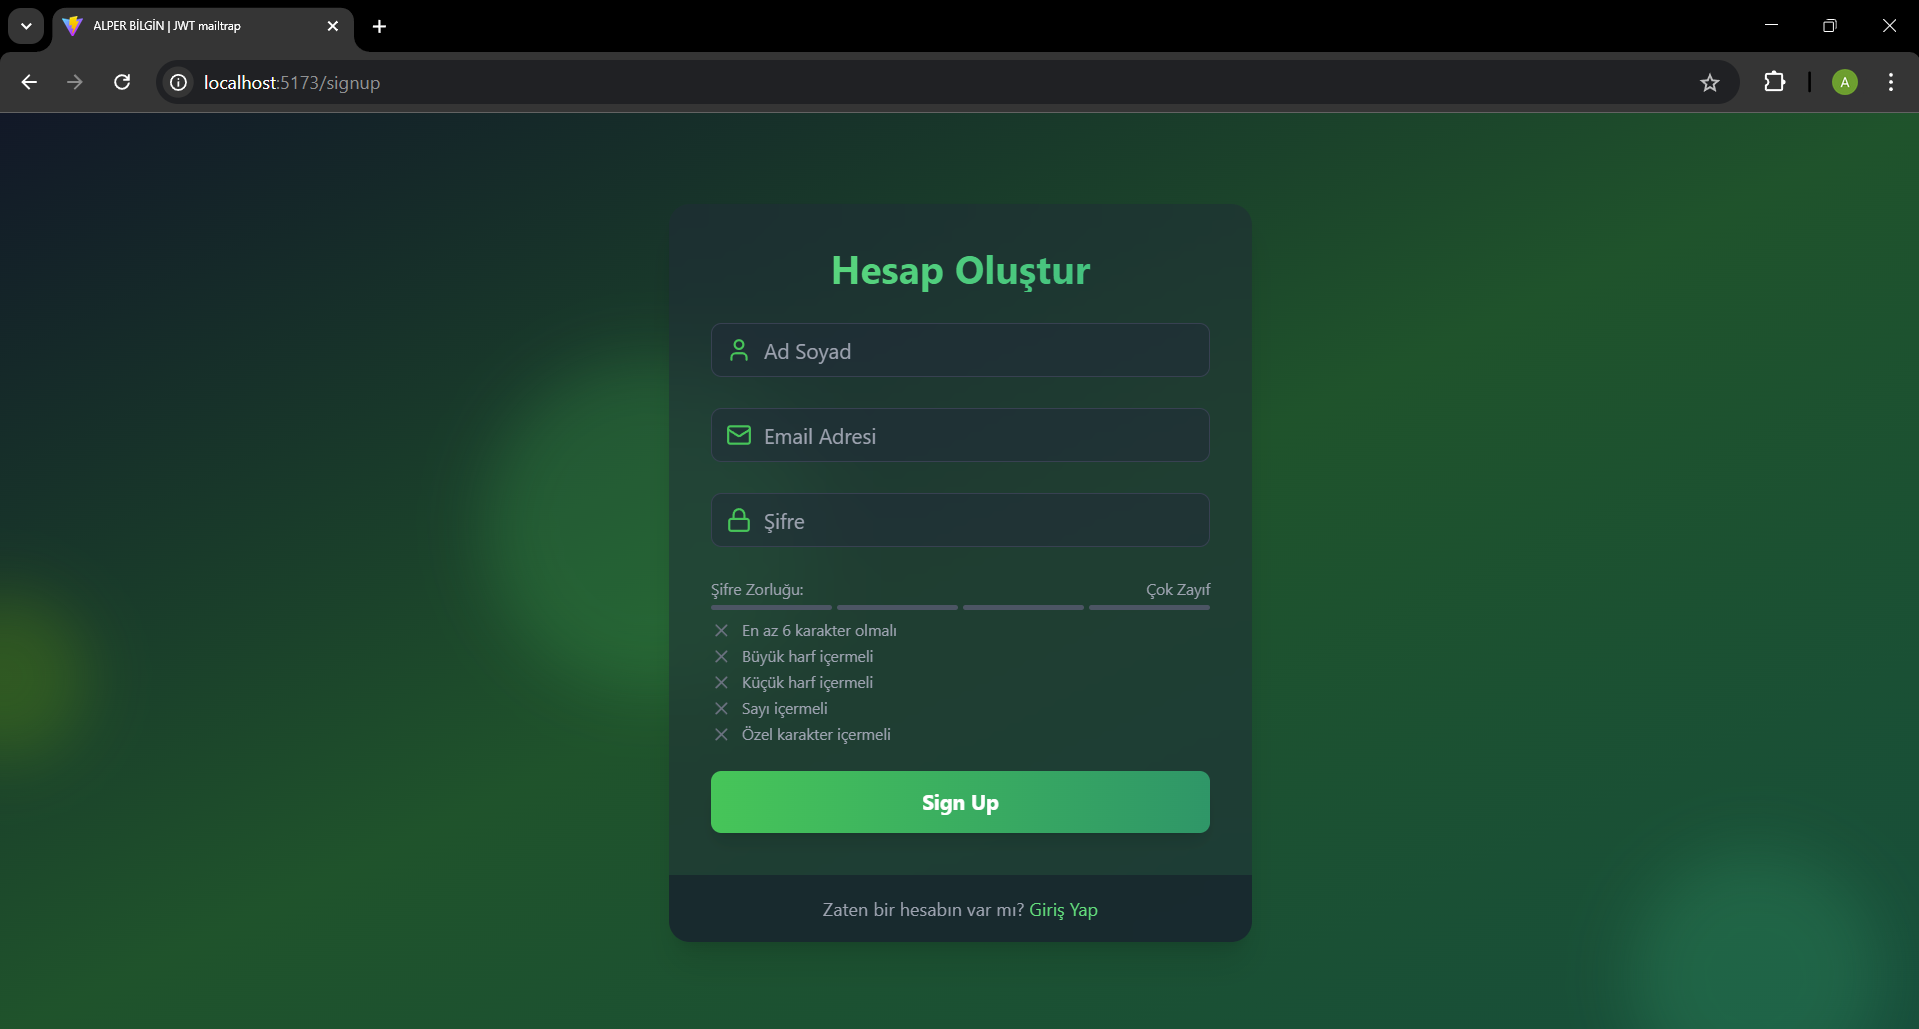 ALPER BİLGİN | JWT mailtrap
localhost:5173/signup
A
Hesap Oluştur
Ad Soyad
Email Adresi
Şifre
Şifre Zorluğu: Çok Zayıf
En az 6 karakter olmalı
Büyük harf içermeli
Küçük harf içermeli
Sayı içermeli
Özel karakter içermeli
Sign Up
Zaten bir hesabın var mı? Giriş Yap